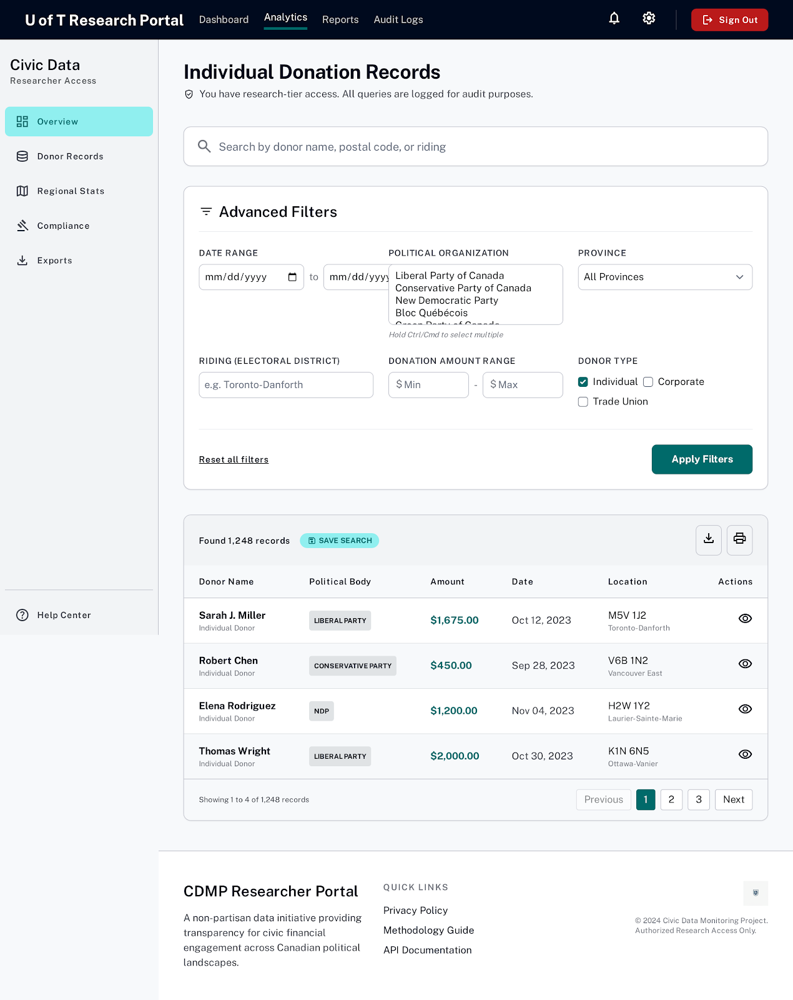 U of T Research Portal
Dashboard
Analytics
Reports
Audit Logs
Sign Out
Civic Data
Researcher Access
Overview
Donor Records
Regional Stats
Compliance
Exports
Help Center
Individual Donation Records
You have research-tier access. All queries are logged for audit purposes.
Search by donor name, postal code, or riding
Advanced Filters
DATE RANGE
mm/dd/yyyy
to
mm/dd/yyyy
POLITICAL ORGANIZATION
Liberal Party of Canada
Conservative Party of Canada
New Democratic Party
Bloc Québécois
Green Party of Canada
Hold Ctrl/Cmd to select multiple
PROVINCE
All Provinces
RIDING (ELECTORAL DISTRICT)
e.g. Toronto-Danforth
DONATION AMOUNT RANGE
$ Min
-
$ Max
DONOR TYPE
Individual
Corporate
Trade Union
Reset all filters
Apply Filters
Found 1,248 records
SAVE SEARCH
Donor Name Political Body Amount Date Location Actions
Sarah J. Miller
Individual Donor
LIBERAL PARTY
$1,675.00
Oct 12, 2023
M5V 1J2
Toronto-Danforth
Robert Chen
Individual Donor
CONSERVATIVE PARTY
$450.00
Sep 28, 2023
V6B 1N2
Vancouver East
Elena Rodriguez
Individual Donor
NDP
$1,200.00
Nov 04, 2023
H2W 1Y2
Laurier-Sainte-Marie
Thomas Wright
Individual Donor
LIBERAL PARTY
$2,000.00
Oct 30, 2023
K1N 6N5
Ottawa-Vanier
Showing 1 to 4 of 1,248 records
Previous
1
2
3
Next
CDMP Researcher Portal
A non-partisan data initiative providing
transparency for civic financial
engagement across Canadian political
landscapes.
QUICK LINKS
Privacy Policy
Methodology Guide
API Documentation
© 2024 Civic Data Monitoring Project.
Authorized Research Access Only.